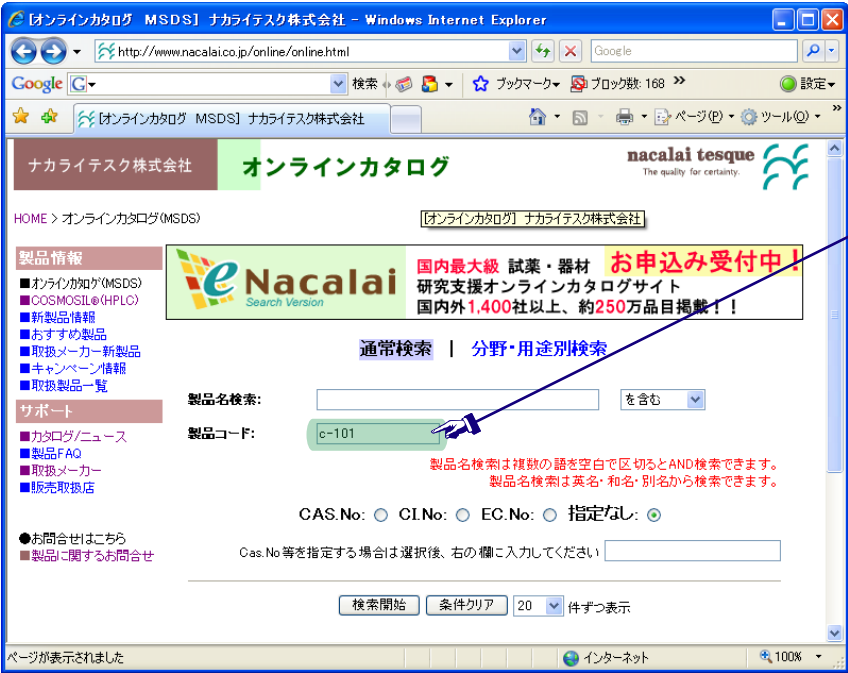 [オンラインカタログ　MSDS] ナカライテスク株式会社 - Windows Internet Explorer
http://www.nacalai.co.jp/online/online.html
Google
Google G 検索 ブックマーク ブロック数: 168 » 設定
[オンラインカタログ MSDS] ナカライテスク株式会社
ページ(P) ツール(O) »
ナカライテスク株式会社
オンラインカタログ
nacalai tesque
The quality for certainty.
HOME > オンラインカタログ(MSDS)
[オンラインカタログ] ナカライテスク株式会社
製品情報
■オンラインカタログ(MSDS)
■COSMOSIL®(HPLC)
■新製品情報
■おすすめ製品
■取扱メーカー新製品
■キャンペーン情報
■取扱製品一覧
サポート
■カタログ/ニュース
■製品FAQ
■取扱メーカー
■販売取扱店
●お問合せはこちら
■製品に関するお問合せ
e Nacalai
Search Version
国内最大級 試薬・器材 お申込み受付中！
研究支援オンラインカタログサイト
国内外1,400社以上、約250万品目掲載！！
通常検索 | 分野・用途別検索
製品名検索: を含む
製品コード: c-101
製品名検索は複数の語を空白で区切るとAND検索できます。
製品名検索は英名・和名・別名から検索できます。
CAS.No: CI.No: EC.No: 指定なし:
Cas.No等を指定する場合は選択後、右の欄に入力してください
検索開始 条件クリア 20 件ずつ表示
ページが表示されました インターネット 100%